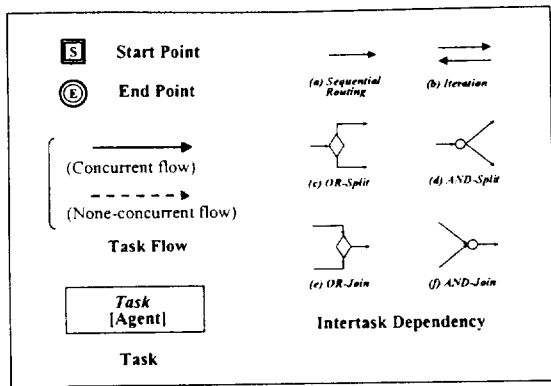 S Start Point
E End Point
(Concurrent flow)
(None-concurrent flow)
Task Flow
Task
[Agent]
Task
(a) Sequential
Routing
(b) Iteration
(c) OR-Split
(d) AND-Split
(e) OR-Join
(f) AND-Join
Intertask Dependency